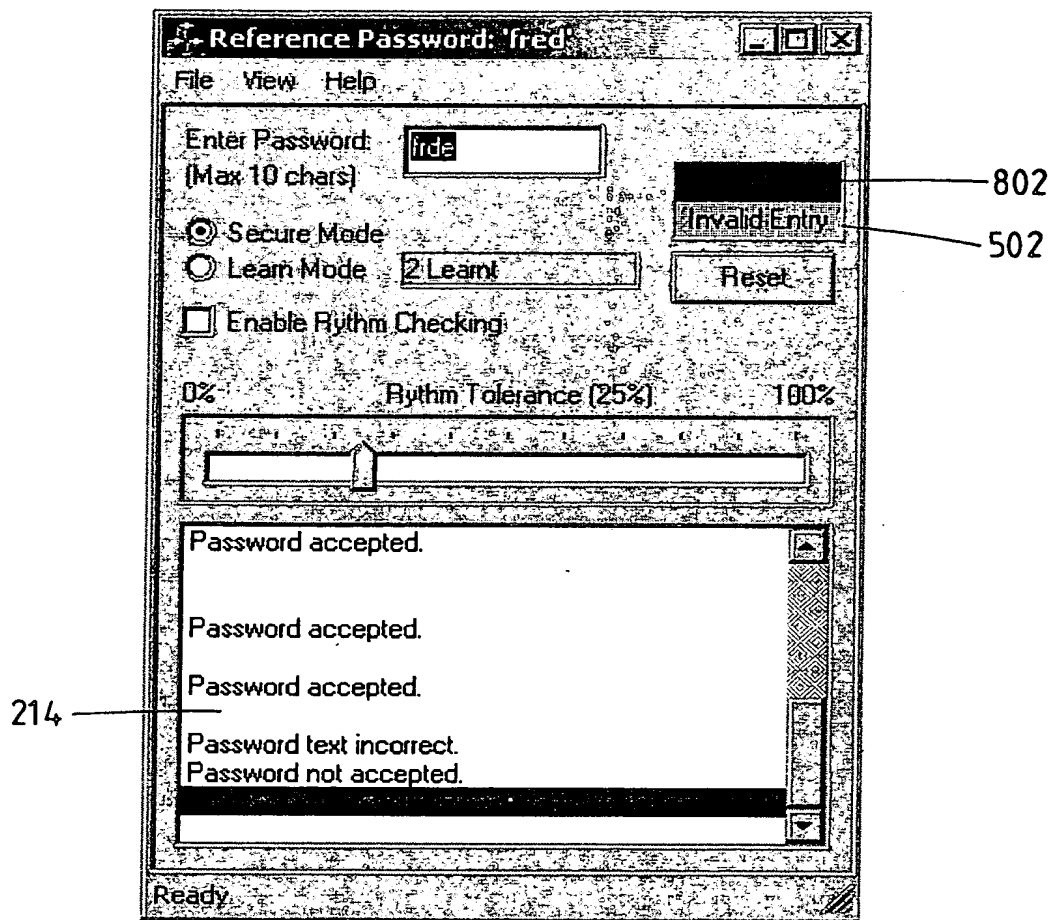 Reference Password: 'fred'
File View Help
Enter Password:
(Max 10 chars)
frde
802
Invalid Entry
502
Secure Mode
Learn Mode
2 Learnt
Reset
Enable Rythm Checking
0% Rythm Tolerance (25%) 100%
Password accepted.
Password accepted.
Password accepted.
214
Password text incorrect.
Password not accepted.
Ready